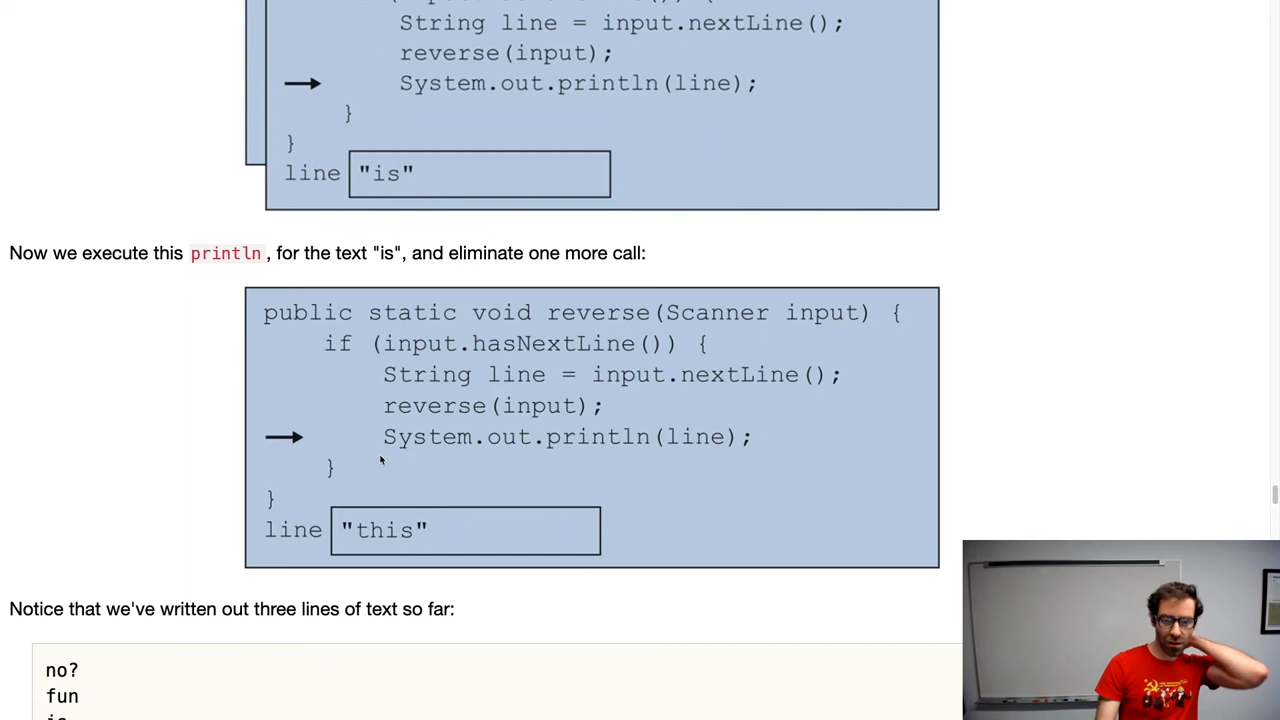 String line = input.nextLine();
reverse(input);
System.out.println(line);
}
}
line "is"
Now we execute this println, for the text "is", and eliminate one more call:
public static void reverse(Scanner input) {
if (input.hasNextLine()) {
String line = input.nextLine();
reverse(input);
System.out.println(line);
}
}
line "this"
Notice that we've written out three lines of text so far:
no?
fun
is